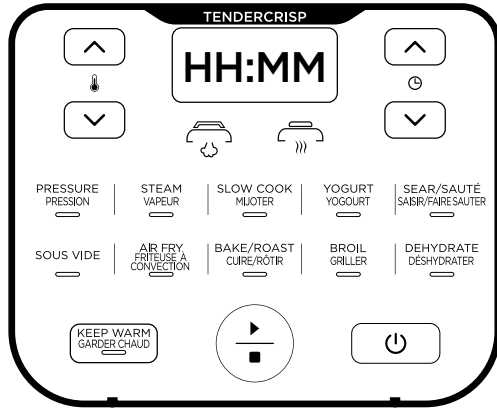 TENDERCRISP
HH:MM
PRESSURE
PRESSION
STEAM
VAPEUR
SLOW COOK
MIJOTER
YOGURT
YOGOURT
SEAR/SAUTÉ
SAISIR/FAIRE SAUTER
SOUS VIDE
AIR FRY
FRITEUSE À
CONVECTION
BAKE/ROAST
CUIRE/RÔTIR
BROIL
GRILLER
DEHYDRATE
DÉSHYDRATER
KEEP WARM
GARDER CHAUD